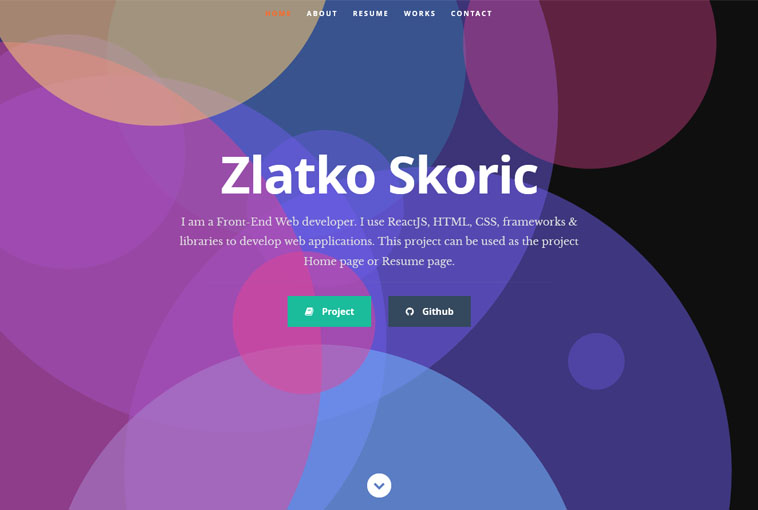 HOME ABOUT RESUME WORKS CONTACT
Zlatko Skoric
I am a Front-End Web developer. I use ReactJS, HTML, CSS, frameworks &
libraries to develop web applications. This project can be used as the project
Home page or Resume page.
Project Github